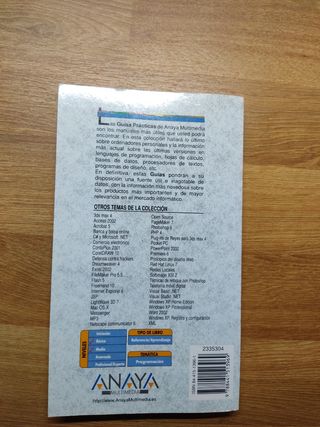 Las Guías Prácticas de Anaya Multimedia
son los manuales más útiles que usted podrá
encontrar. En esta colección hallará lo último
sobre ordenadores personales y la información
más actual sobre las últimas versiones en
lenguajes de programación, hojas de cálculo,
bases de datos, procesadores de textos,
programas de diseño, etc.
En definitiva, estas Guías pondrán a su
disposición una fuente útil e inagotable de
datos, con la información más novedosa sobre
los productos más importantes y de mayor
relevancia en el mercado informático.
OTROS TEMAS DE LA COLECCIÓN
3ds max 4
Access 2002
Acrobat 5
Banca y bolsa online
C# y Microsoft .NET
Comercio electrónico
ContaPlus 2001
CorelDRAW 10
Defensa contra hackers
Dreamweaver 4
Excel 2002
FileMaker Pro 5.5
Flash 5
Freehand 10
Internet Explorer 6
JSP
LightWave 3D 7
Mac OS X
Messenger
MP3
Netscape communicator 6
Open Source
PageMaker 7
Photoshop 6
PHP 4
Plug-ins de Reyes para 3ds max 4
Pocket PC
PowerPoint 2002
Premiere 6
Red Hat Linux 7
Redes Locales
Softimage XSI 2
Técnicas de retoque con Photoshop
Telefonía móvil digital
Visual Basic .NET
Visual Studio .NET
Windows XP Home Edition
Windows XP Professional
Word 2002
Windows XP. Registro y configuración
XML
NIVELES
Iniciación
Básico
Medio
Avanzado
Profesional Experto
TIPO DE LIBRO
Referencia/Aprendizaje
TEMÁTICA
Programación
2335304
ANAYA
MULTIMEDIA
http://www.AnayaMultimedia.es